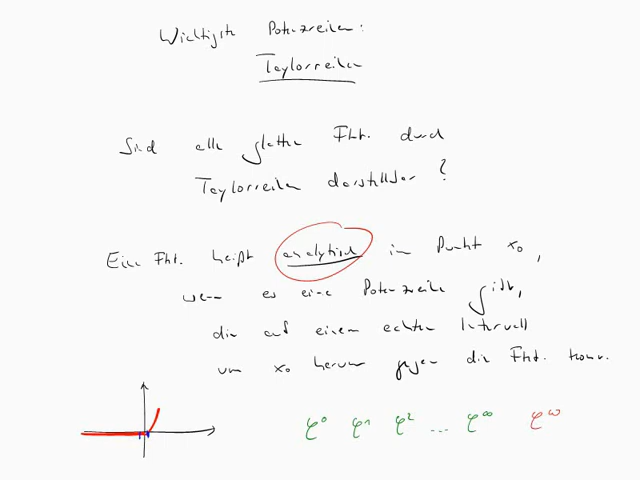 Wichtigste Potenzreihen:
Taylorreihen
Sind alle glatten Fkt. durch
Taylorreihen darstellbar?
Eine Fkt. heißt analytisch im Punkt x₀,
wenn es eine Potenzreihe gibt,
die auf einem echten Intervall
um x₀ herum gegen die Fkt. konv.
𝒞⁰ 𝒞¹ 𝒞² ... 𝒞^∞ 𝒞^ω